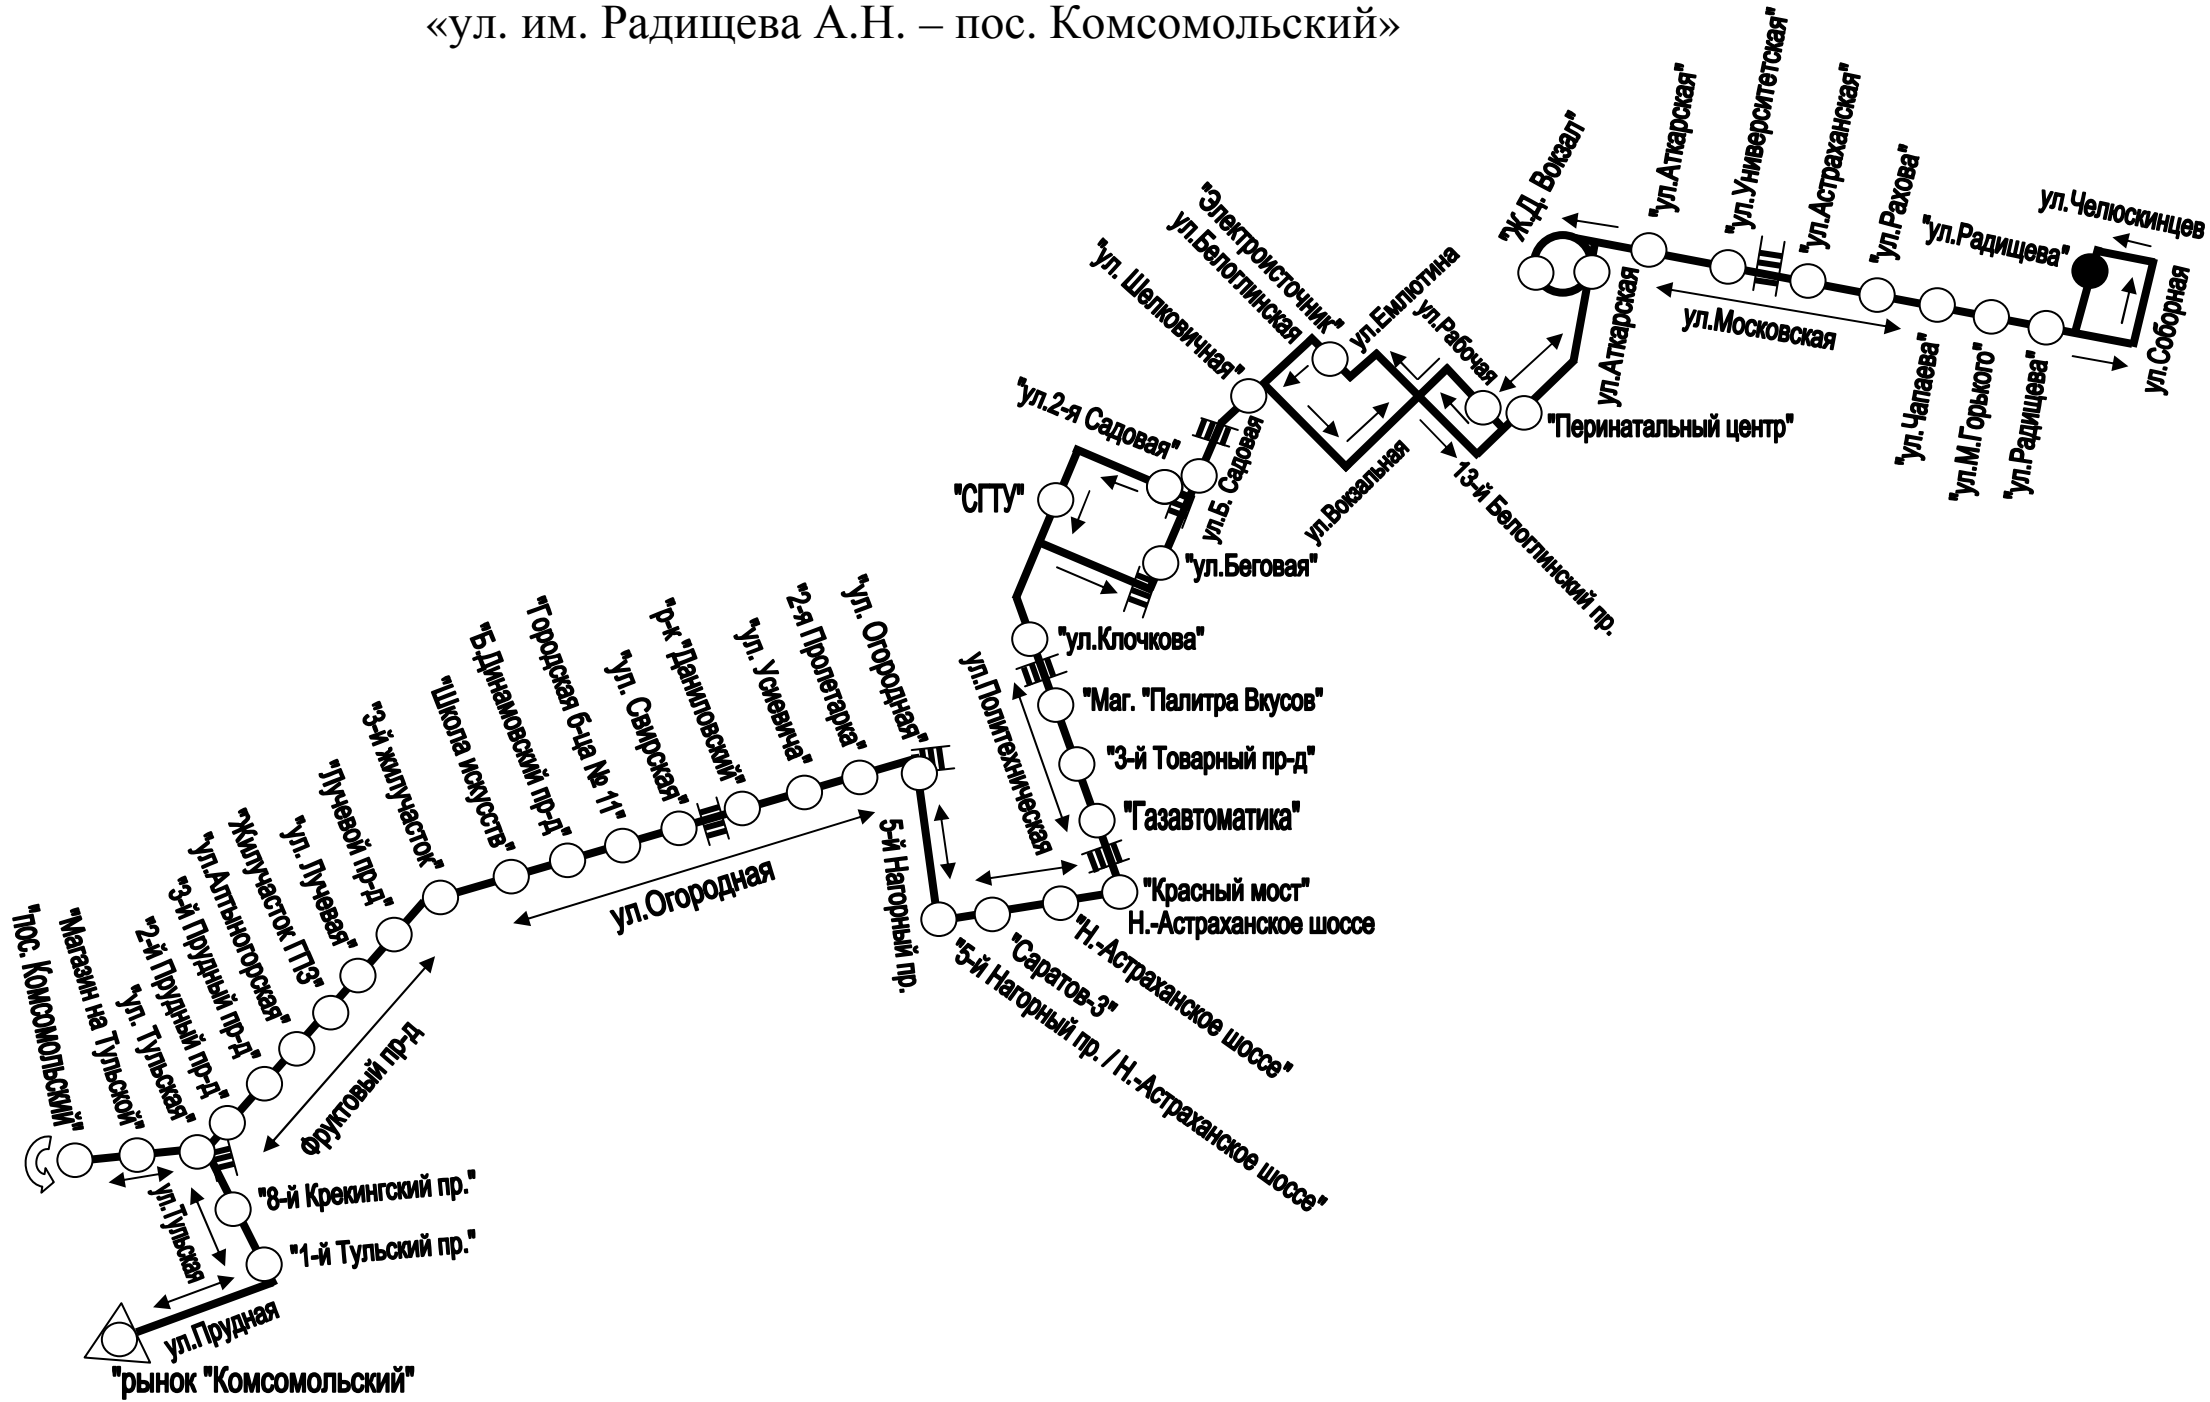 «ул. им. Радищева А.Н. – пос. Комсомольский»
"ул.Аткарская"
"ул.Университетская"
"ул.Астраханская"
"ул.Рахова"
"ул.Радищева"
ул.Челюскинцев
ул.Соборная
"Ж.Д. Вокзал"
ул.Московская
ул.Аткарская
"ул.Чапаева"
"ул.М.Горького"
"ул.Радищева"
"Электроисточник"
ул.Белоглинская
ул.Емлютина
ул.Рабочая
"Перинатальный центр"
"ул. Шелковичная"
"ул.2-я Садовая"
ул.Б. Садовая
ул.Вокзальная
13-й Белоглинский пр.
"СГТУ"
"ул.Беговая"
"ул.Клочкова"
ул.Политехническая
"Маг. "Палитра Вкусов"
"3-й Товарный пр-д"
"Газавтоматика"
"Красный мост"
Н.-Астраханское шоссе
"Н.-Астраханское шоссе"
"Саратов-3"
"5-й Нагорный пр. / Н.-Астраханское шоссе"
5-й Нагорный пр.
"ул. Огородная"
"2-я Пролетарка"
"ул. Усиевича"
"р-к "Даниловский"
"ул. Свирская"
"Городская б-ца № 11"
"Б.Динамовский пр-д"
"Школа искусств"
"3-й жилучасток"
ул.Огородная
"Лучевой пр-д"
"ул. Лучевая"
"Жилучасток ГПЗ"
"ул.Алтыногорская"
"3-й Прудный пр-д"
"2-й Прудный пр-д"
"ул. Тульская"
"Магазин на Тульской"
"пос. Комсомольский"
Фруктовый пр-д
"8-й Крекингский пр."
"1-й Тульский пр."
ул.Тульская
ул.Прудная
"рынок "Комсомольский"